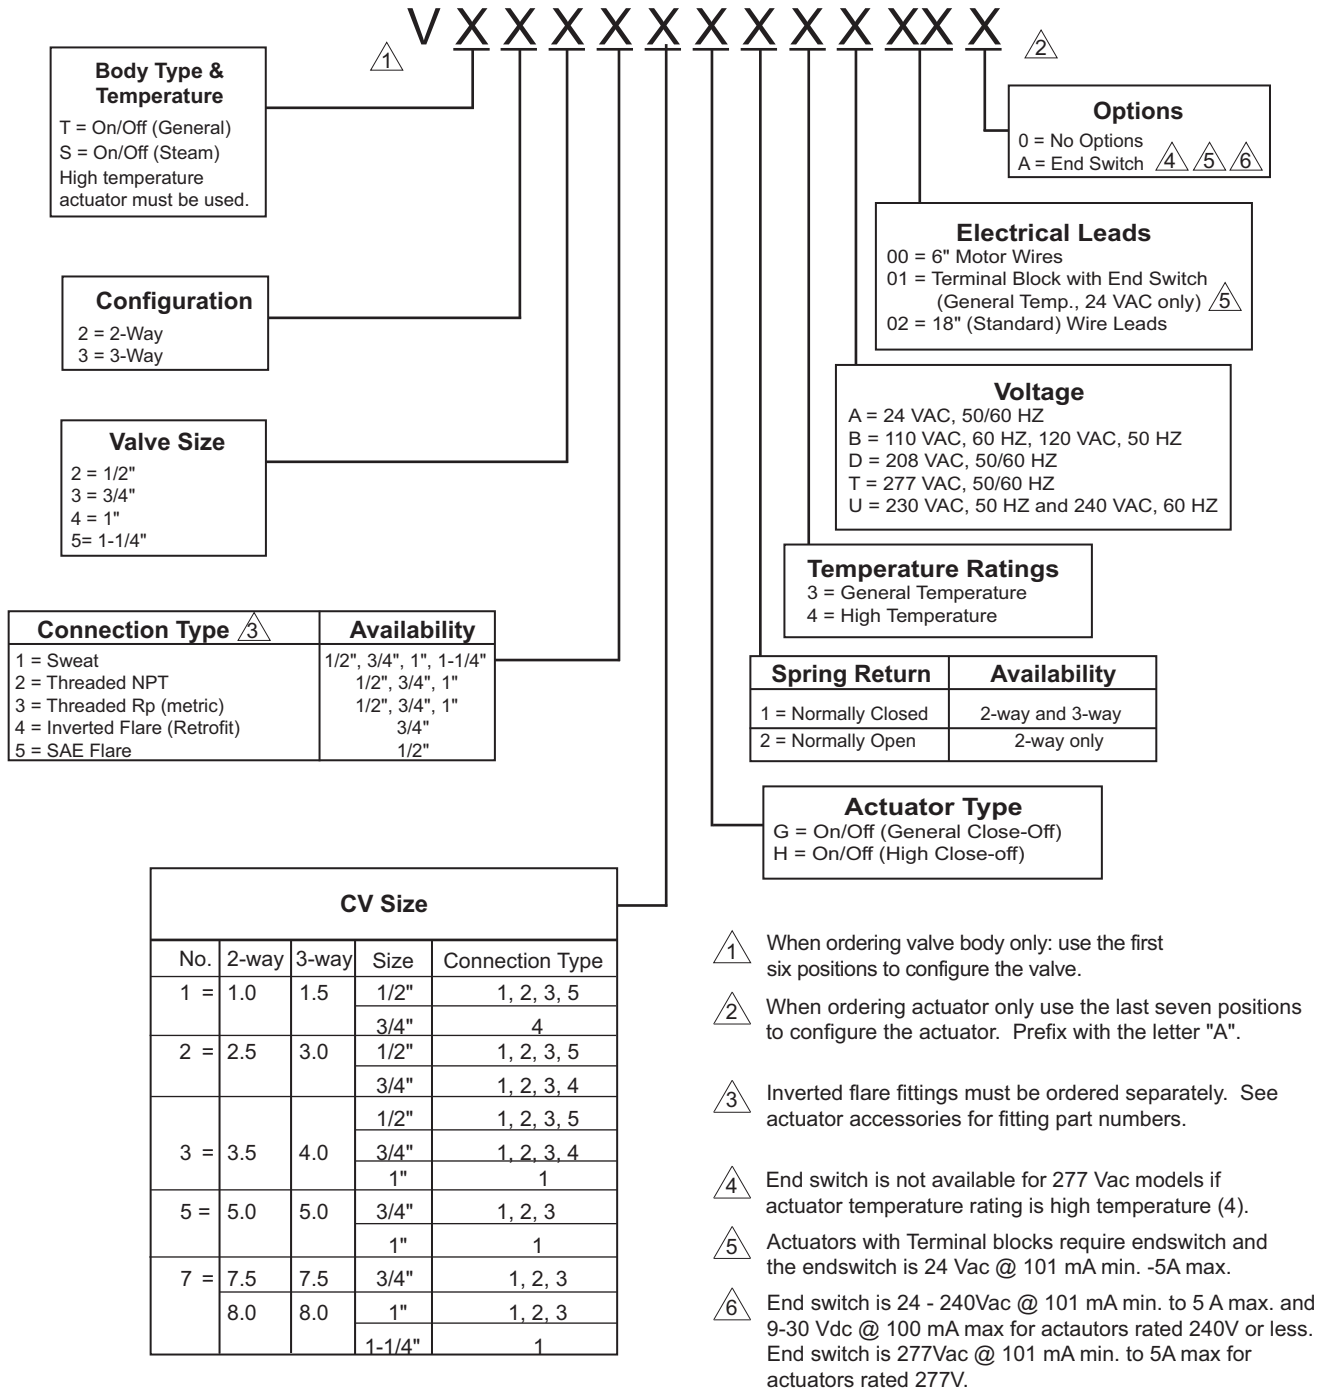 V X X X X X X X X X XX X
1
2
Body Type &
Temperature
T = On/Off (General)
S = On/Off (Steam)
High temperature
actuator must be used.
Options
0 = No Options
A = End Switch 4 5 6
Electrical Leads
00 = 6" Motor Wires
01 = Terminal Block with End Switch
(General Temp., 24 VAC only) 5
02 = 18" (Standard) Wire Leads
Configuration
2 = 2-Way
3 = 3-Way
Voltage
A = 24 VAC, 50/60 HZ
B = 110 VAC, 60 HZ, 120 VAC, 50 HZ
D = 208 VAC, 50/60 HZ
T = 277 VAC, 50/60 HZ
U = 230 VAC, 50 HZ and 240 VAC, 60 HZ
Valve Size
2 = 1/2"
3 = 3/4"
4 = 1"
5= 1-1/4"
Temperature Ratings
3 = General Temperature
4 = High Temperature
Connection Type 3 Availability
1 = Sweat 1/2", 3/4", 1", 1-1/4"
2 = Threaded NPT 1/2", 3/4", 1"
3 = Threaded Rp (metric) 1/2", 3/4", 1"
4 = Inverted Flare (Retrofit) 3/4"
5 = SAE Flare 1/2"
Spring Return Availability
1 = Normally Closed 2-way and 3-way
2 = Normally Open 2-way only
Actuator Type
G = On/Off (General Close-Off)
H = On/Off (High Close-off)
CV Size
No. 2-way 3-way Size Connection Type
1 = 1.0 1.5 1/2" 1, 2, 3, 5
3/4" 4
2 = 2.5 3.0 1/2" 1, 2, 3, 5
3/4" 1, 2, 3, 4
1/2" 1, 2, 3, 5
3 = 3.5 4.0 3/4" 1, 2, 3, 4
1" 1
5 = 5.0 5.0 3/4" 1, 2, 3
1" 1
7 = 7.5 7.5 3/4" 1, 2, 3
8.0 8.0 1" 1, 2, 3
1-1/4" 1
1 When ordering valve body only: use the first
six positions to configure the valve.
2 When ordering actuator only use the last seven positions
to configure the actuator. Prefix with the letter "A".
3 Inverted flare fittings must be ordered separately. See
actuator accessories for fitting part numbers.
4 End switch is not available for 277 Vac models if
actuator temperature rating is high temperature (4).
5 Actuators with Terminal blocks require endswitch and
the endswitch is 24 Vac @ 101 mA min. -5A max.
6 End switch is 24 - 240Vac @ 101 mA min. to 5 A max. and
9-30 Vdc @ 100 mA max for actautors rated 240V or less.
End switch is 277Vac @ 101 mA min. to 5A max for
actuators rated 277V.